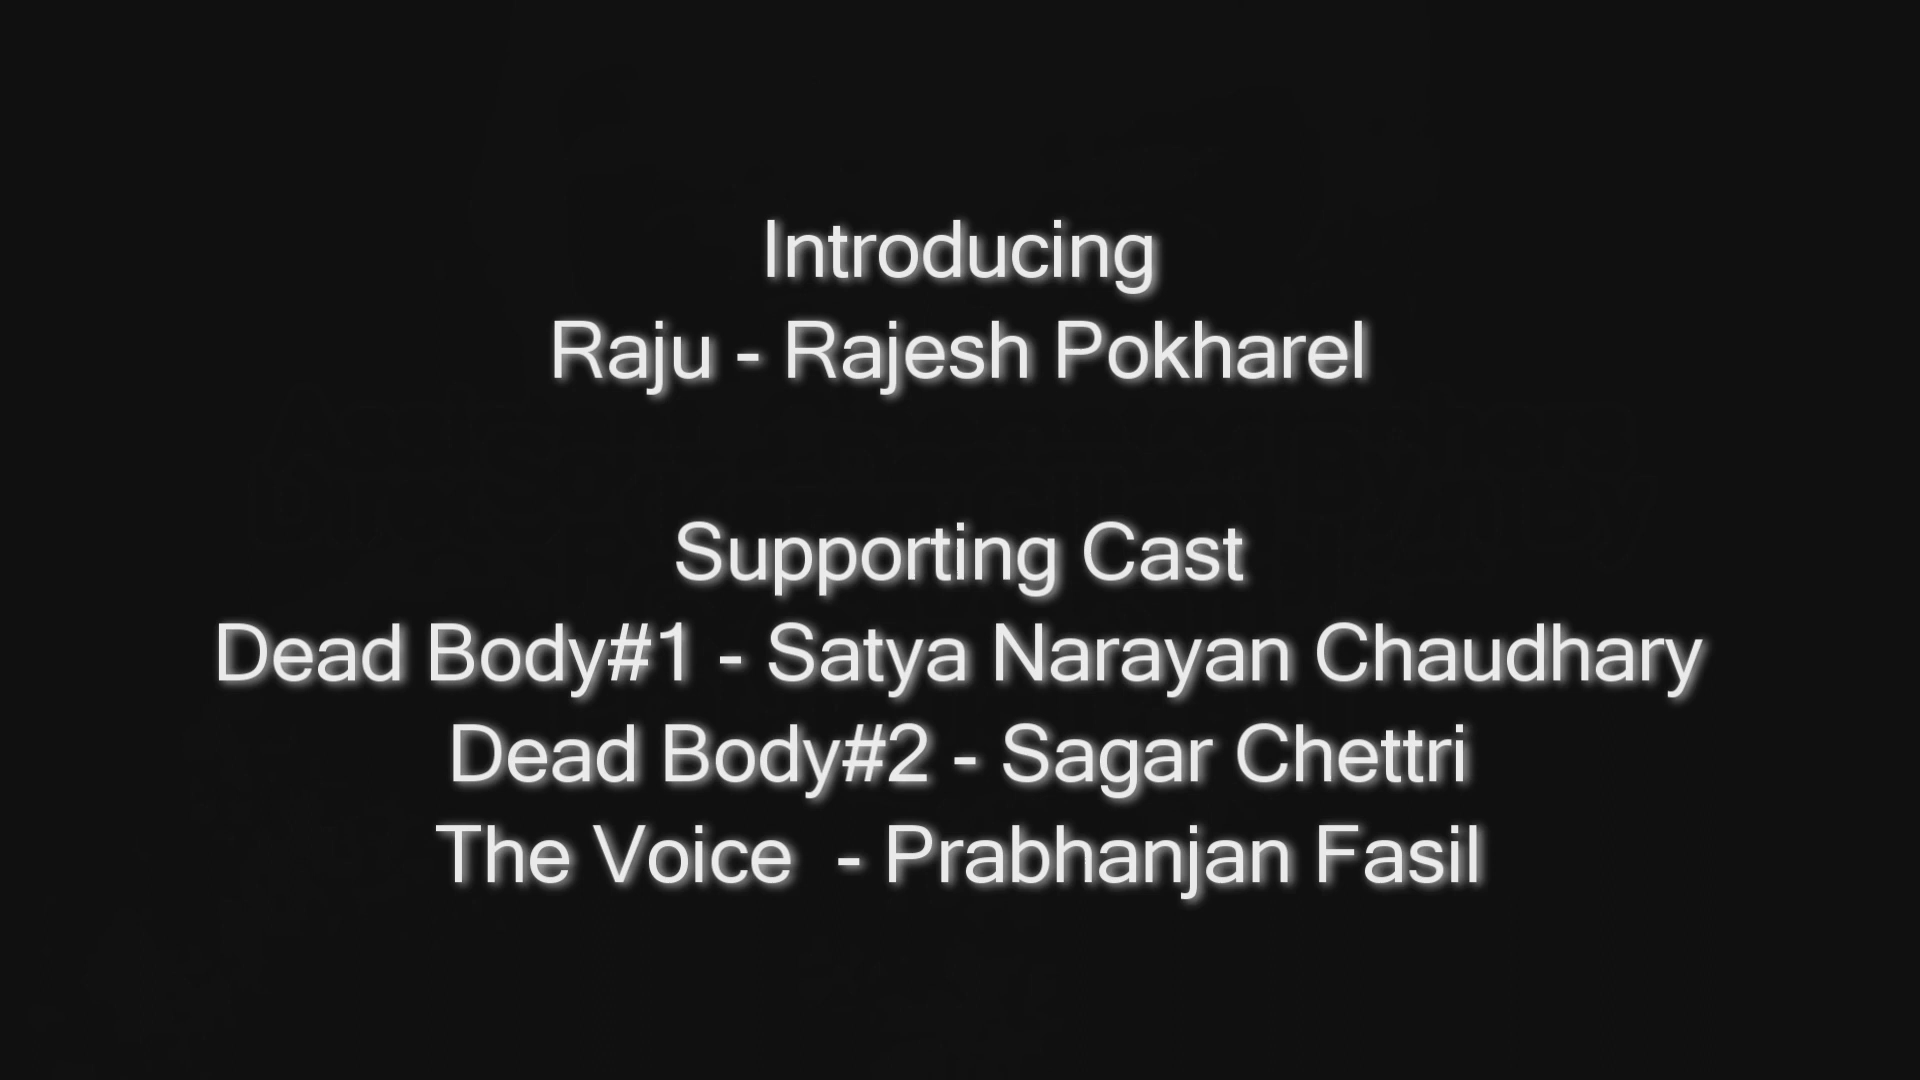 Introducing
Raju - Rajesh Pokharel
Supporting Cast
Dead Body#1 - Satya Narayan Chaudhary
Dead Body#2 - Sagar Chettri
The Voice  - Prabhanjan Fasil